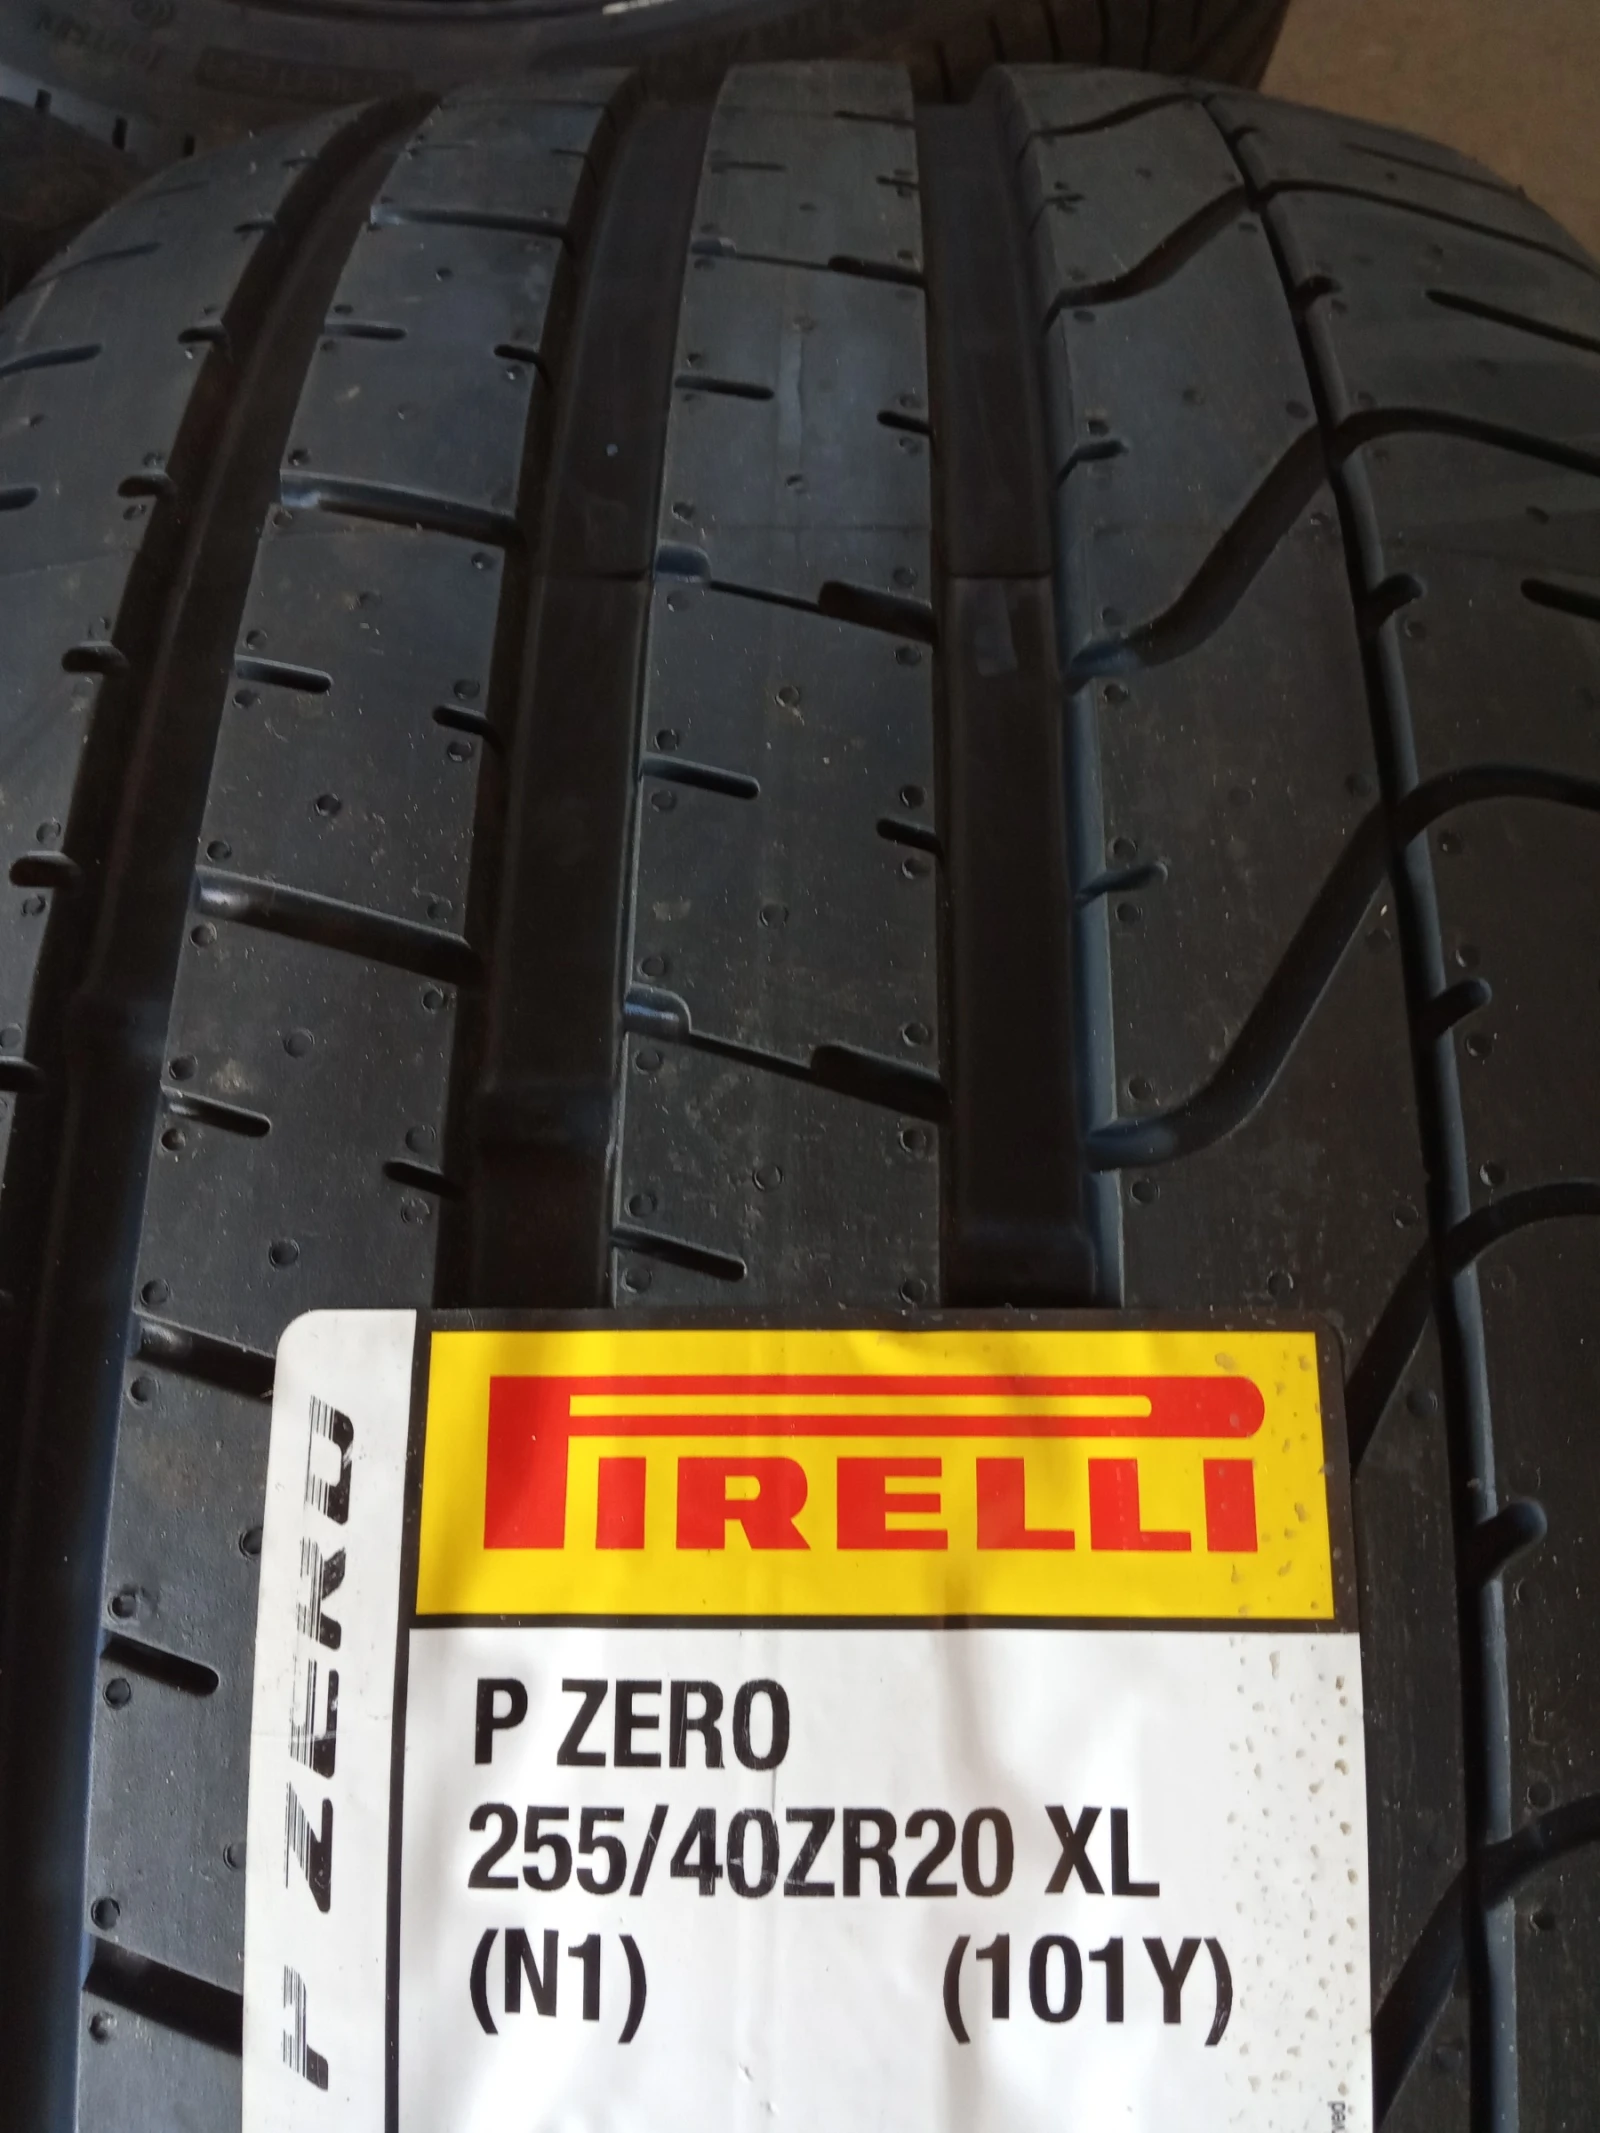 PIRELLI
P ZERO
255/40ZR20 XL
(N1) (101Y)
P ZERO